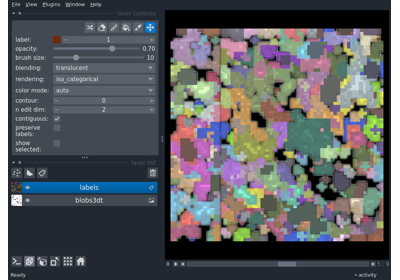 File View Plugins Window Help
layer controls
label: 1
opacity: 0.70
brush size: 10
blending: translucent
rendering: iso_categorical
color mode: auto
contour: 0
n edit dim: 2
contiguous:
preserve
labels:
show
selected:
layer list
labels
blobs3dt
Ready
activity